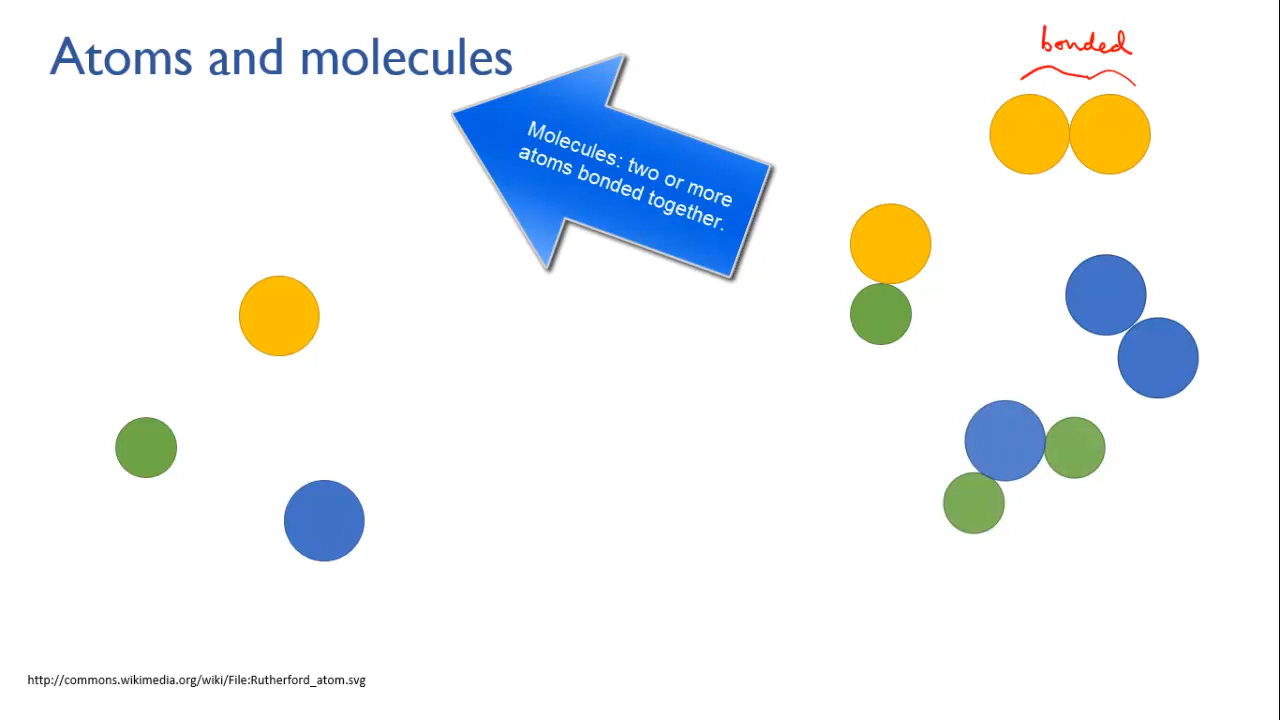 Atoms and molecules
bonded
Molecules: two or more
atoms bonded together.
http://commons.wikimedia.org/wiki/File:Rutherford_atom.svg